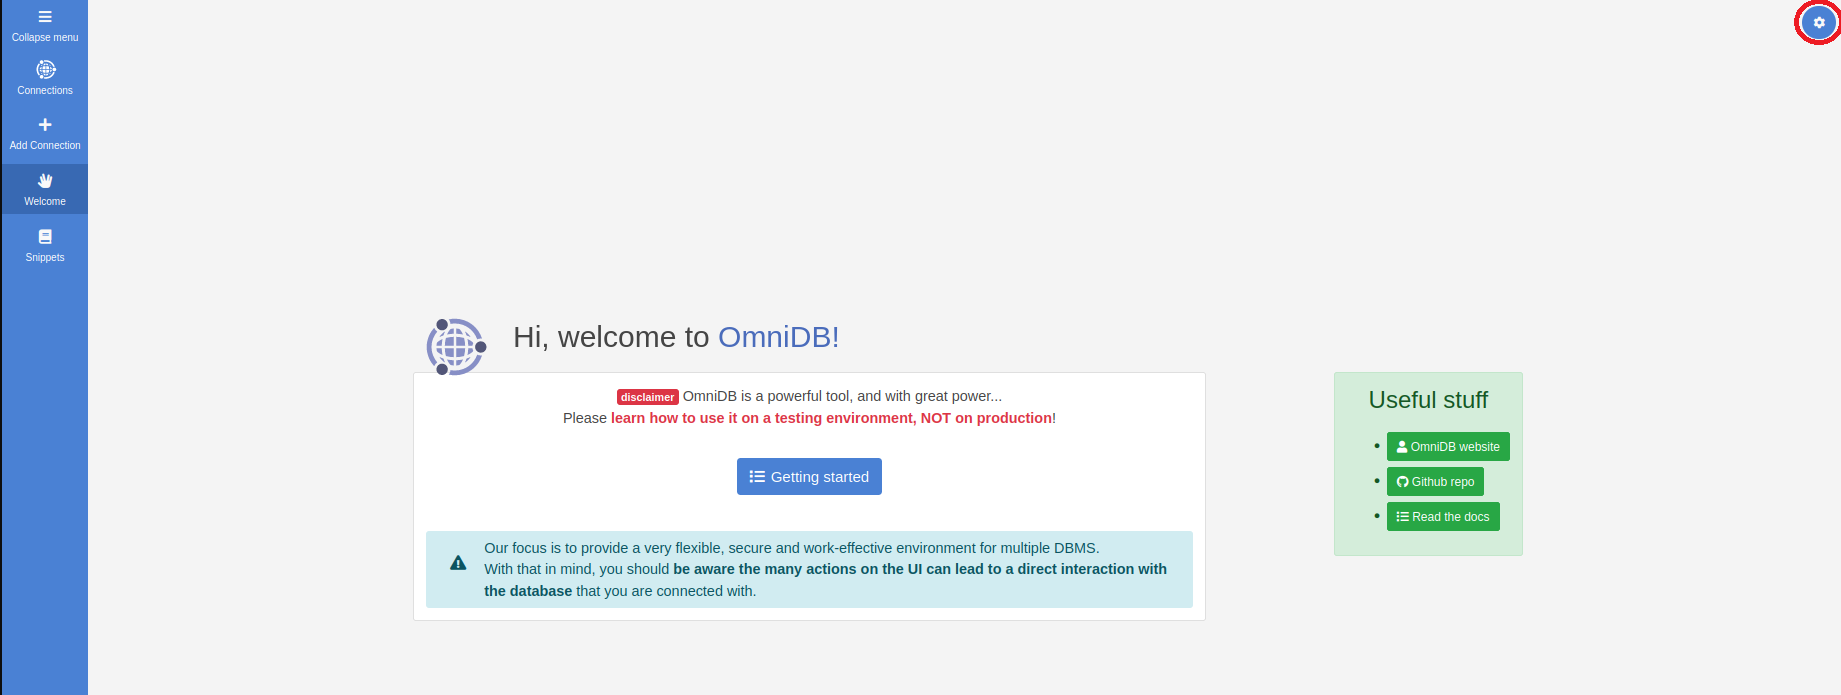 Collapse menu
Connections
Add Connection
Welcome
Snippets
Hi, welcome to OmniDB!
disclaimer OmniDB is a powerful tool, and with great power...
Please learn how to use it on a testing environment, NOT on production!
Getting started
Our focus is to provide a very flexible, secure and work-effective environment for multiple DBMS.
With that in mind, you should be aware the many actions on the UI can lead to a direct interaction with
the database that you are connected with.
Useful stuff
OmniDB website
Github repo
Read the docs